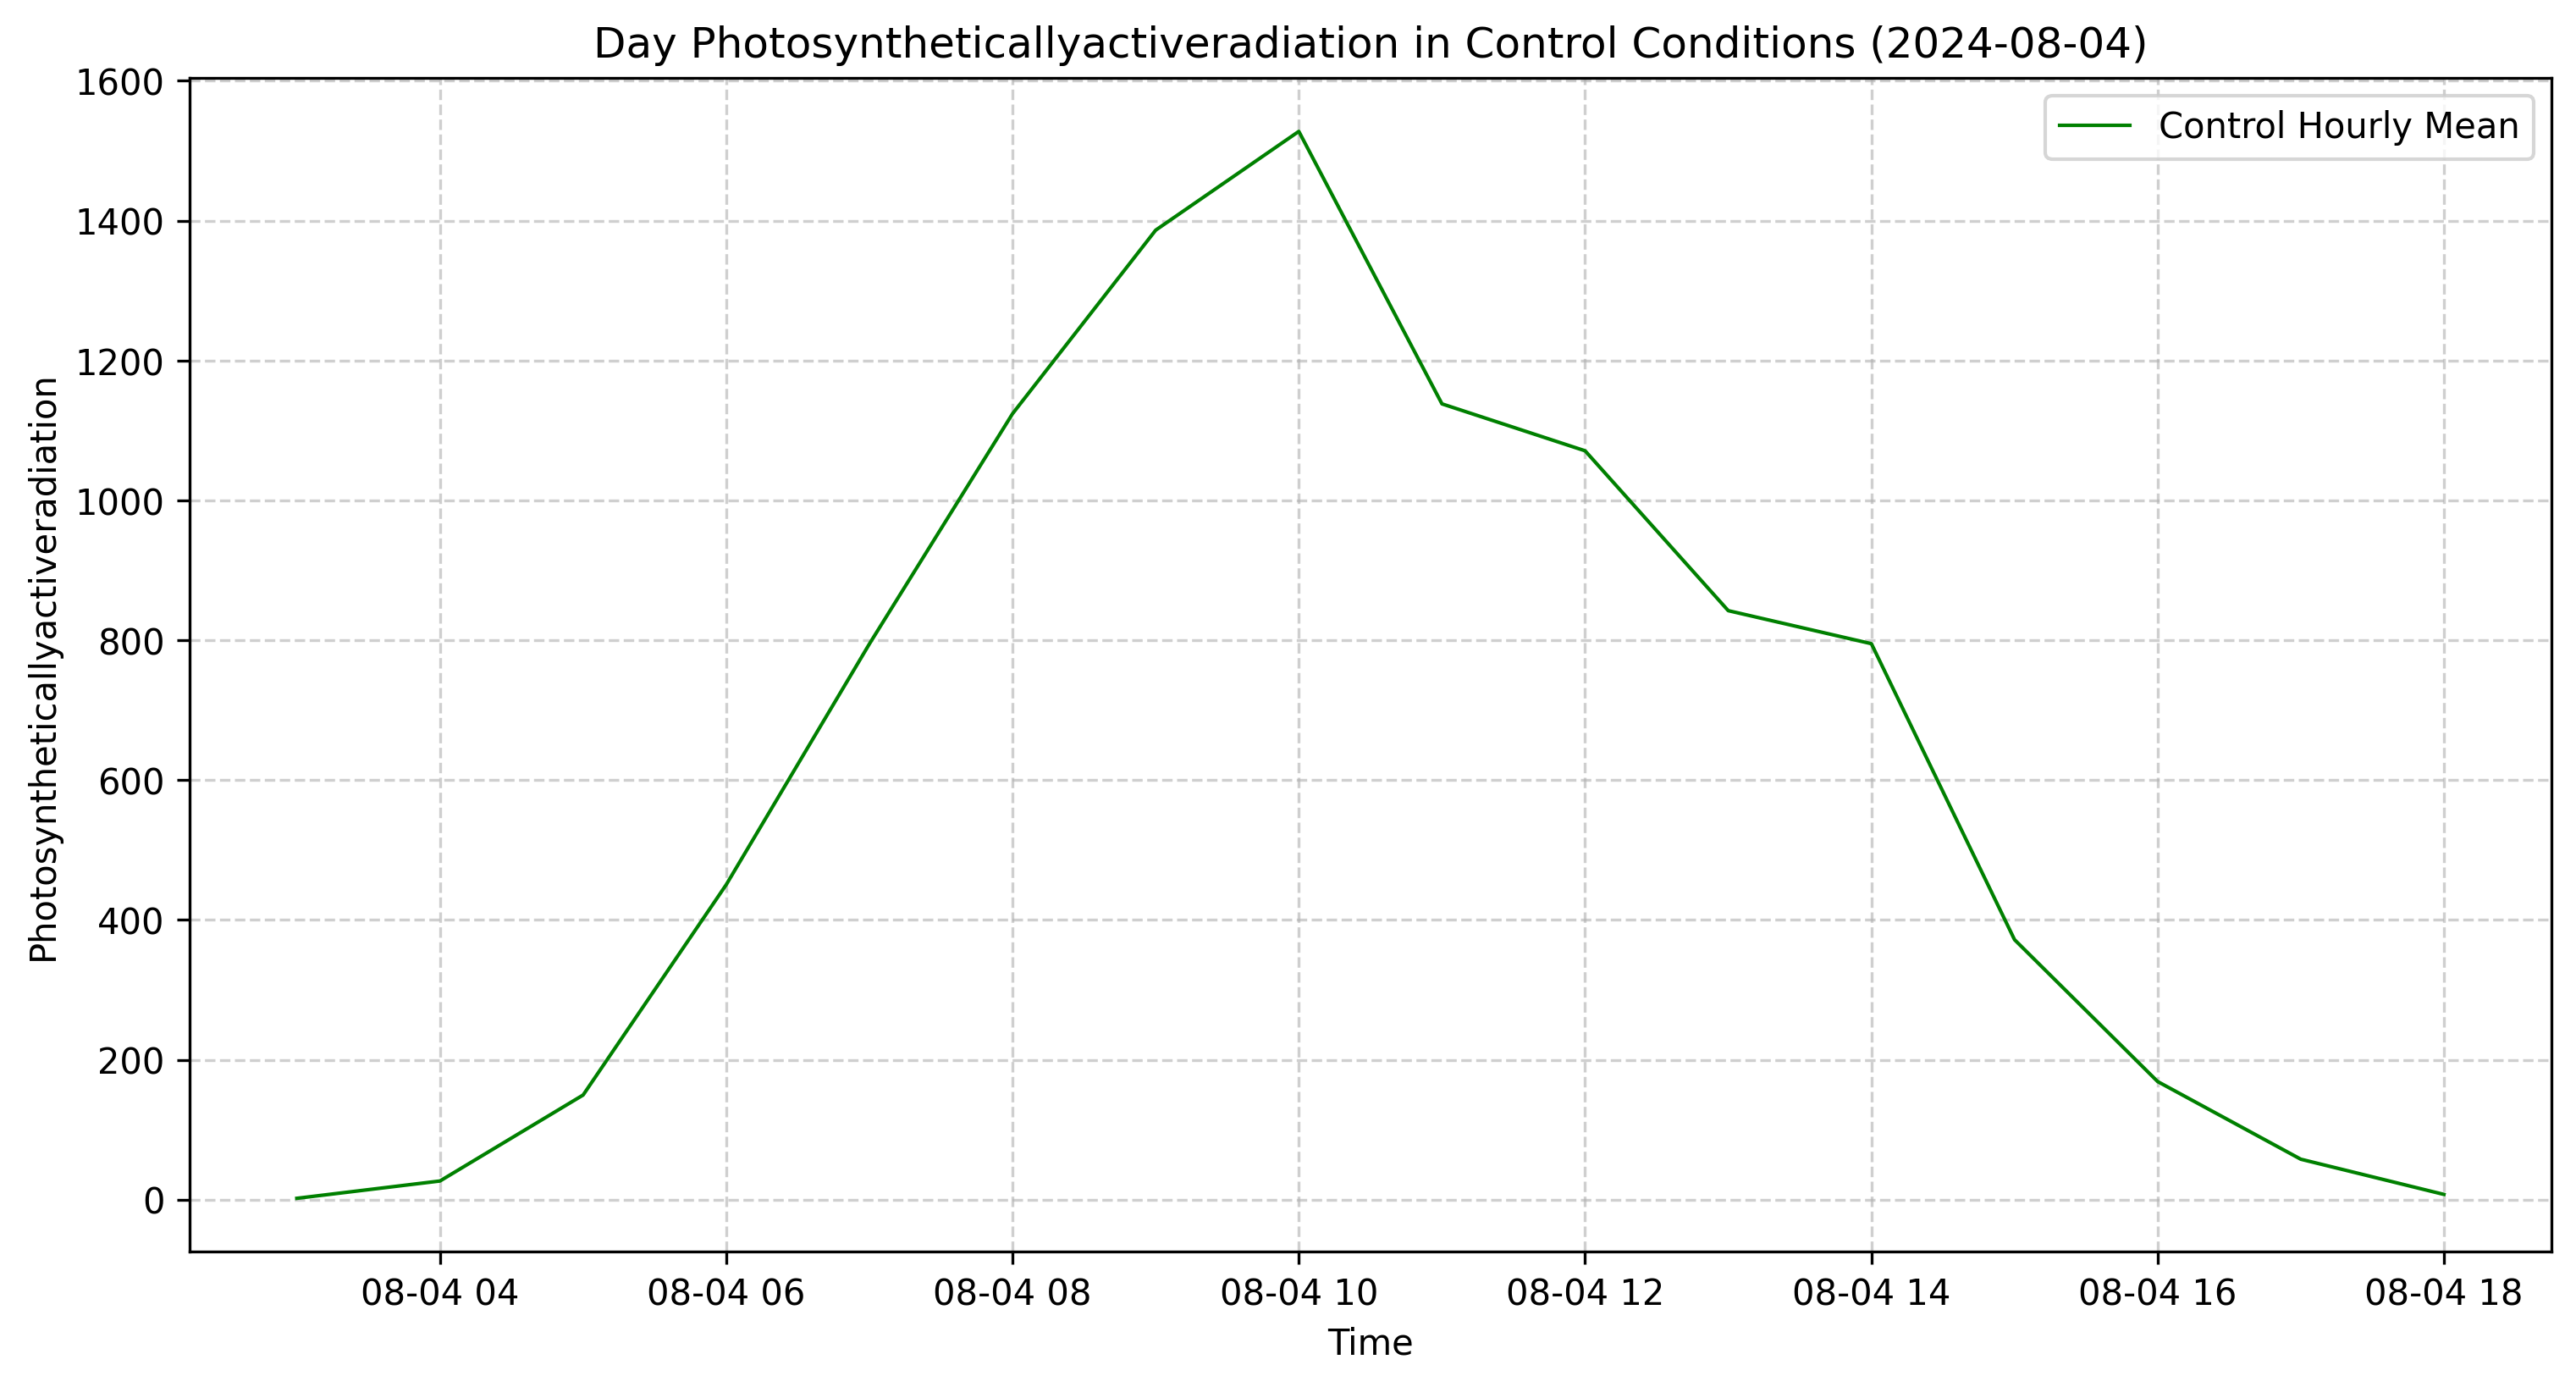 Day Photosyntheticallyactiveradiation in Control Conditions (2024-08-04)
Control Hourly Mean
Photosyntheticallyactiveradiation
1600
1400
1200
1000
800
600
400
200
0
08-04 04 08-04 06 08-04 08 08-04 10 08-04 12 08-04 14 08-04 16 08-04 18
Time